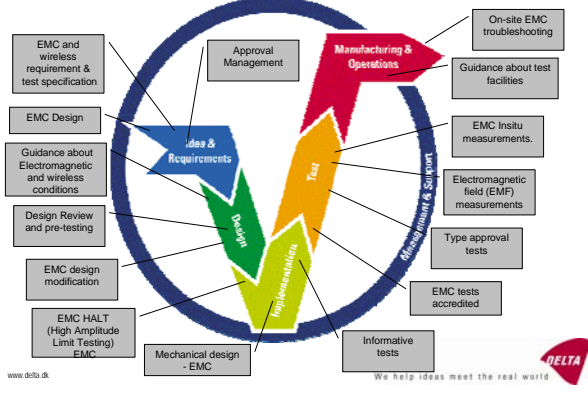 EMC and
wireless
requirement &
test specification
Approval
Management
Manufacturing &
Operations
On-site EMC
troubleshooting
Guidance about test
facilities
EMC Design
Idea &
Requirements
EMC Insitu
measurements.
Guidance about
Electromagnetic
and wireless
conditions
Test
Electromagnetic
field (EMF)
measurements
Management & Support
Design Review
and pre-testing
Design
Type approval
tests
EMC design
modification
Implementation
EMC tests
accredited
EMC HALT
(High Amplitude
Limit Testing)
EMC
Mechanical design
- EMC
Informative
tests
www.delta.dk
DELTA
We help ideas meet the real world